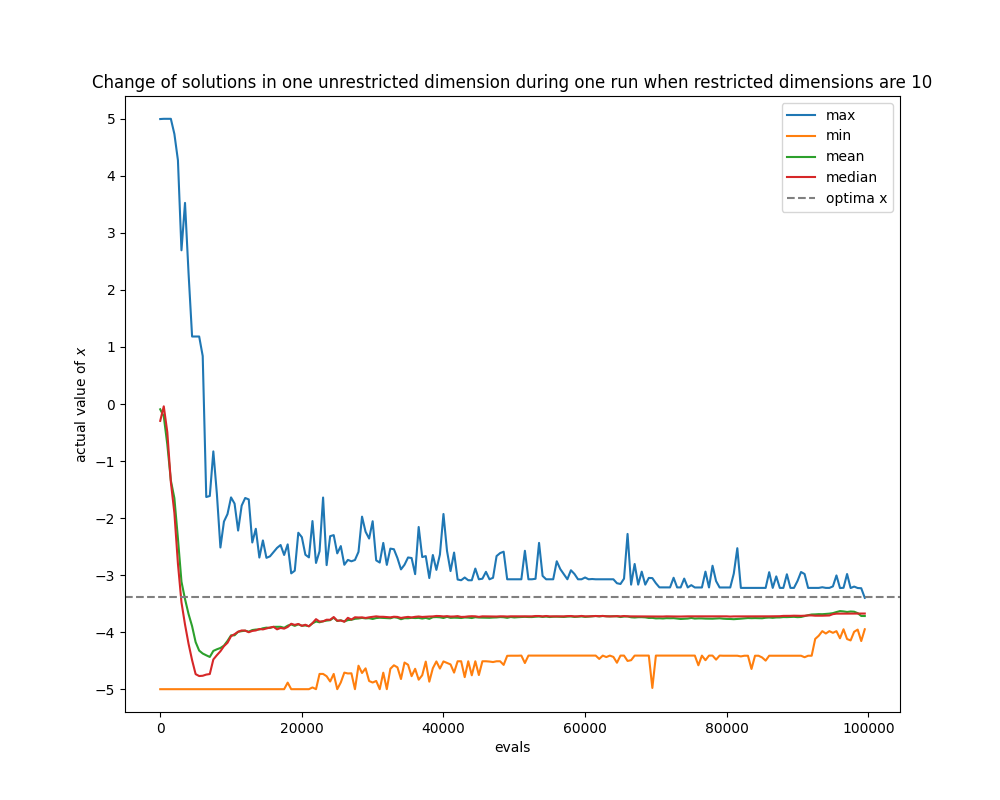 Change of solutions in one unrestricted dimension during one run when restricted dimensions are 10
max
min
mean
median
optima x
actual value of x
5
4
3
2
1
0
−1
−2
−3
−4
−5
0 20000 40000 60000 80000 100000
evals